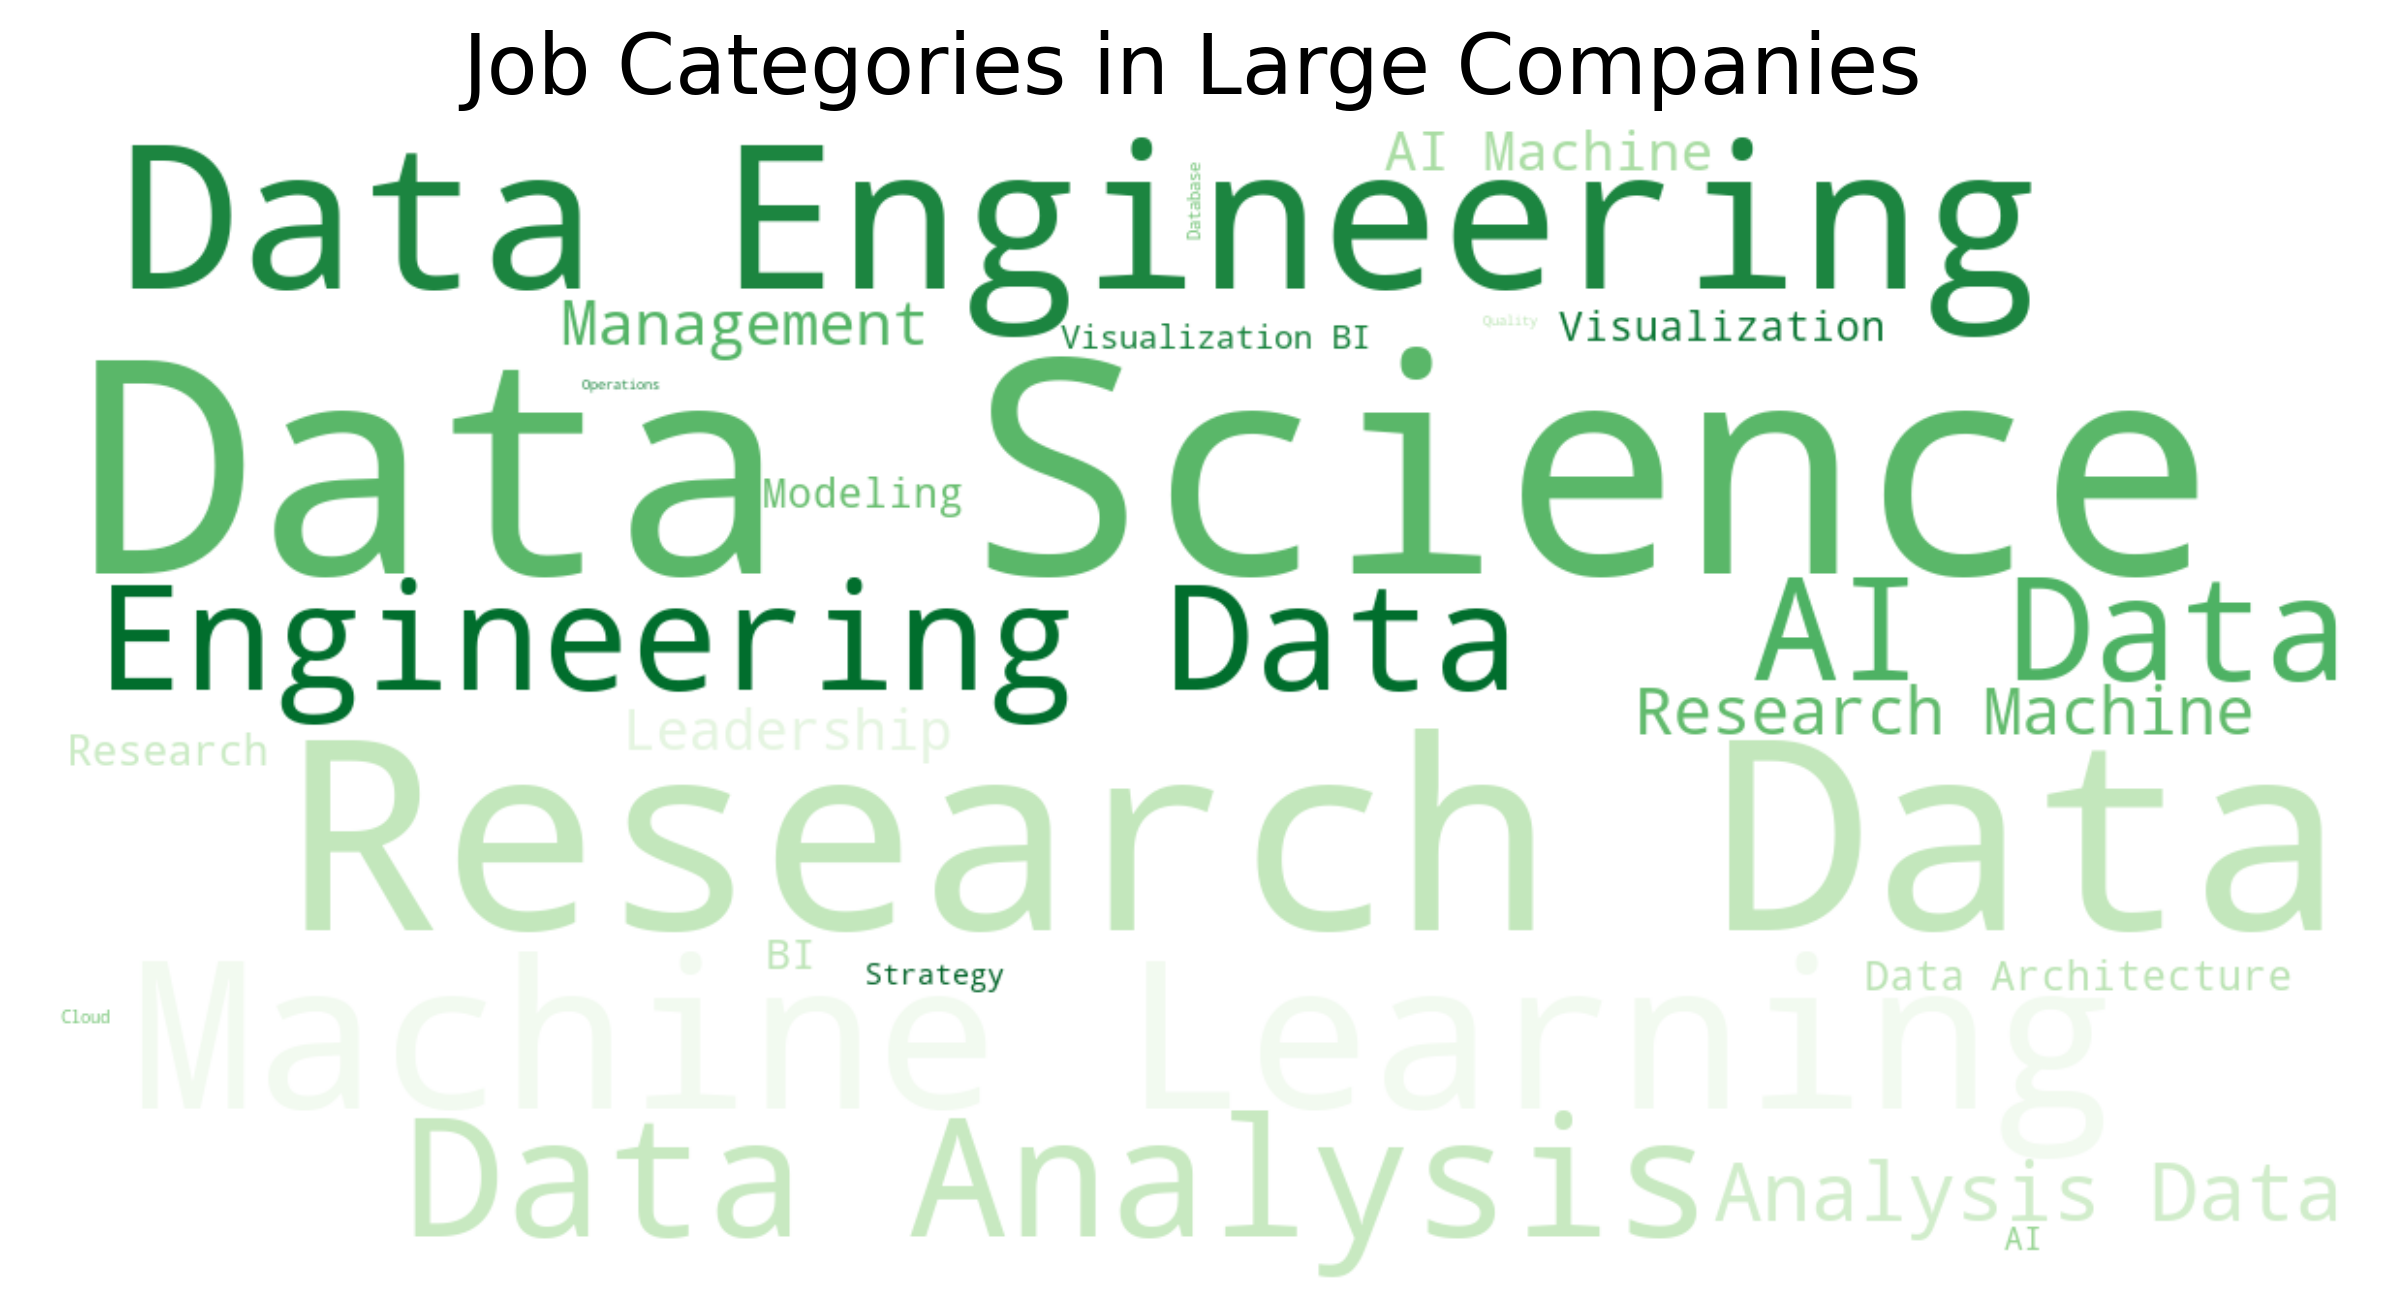 Job Categories in Large Companies
AI Machine
Data Engineering
Database
Management
Visualization BI
Quality
Visualization
Data Science
Operations
Modeling
Engineering Data
AI Data
Research Machine
Research
Leadership
Research Data
BI
Strategy
Data Architecture
Cloud
Machine Learning
Data Analysis
Analysis Data
AI